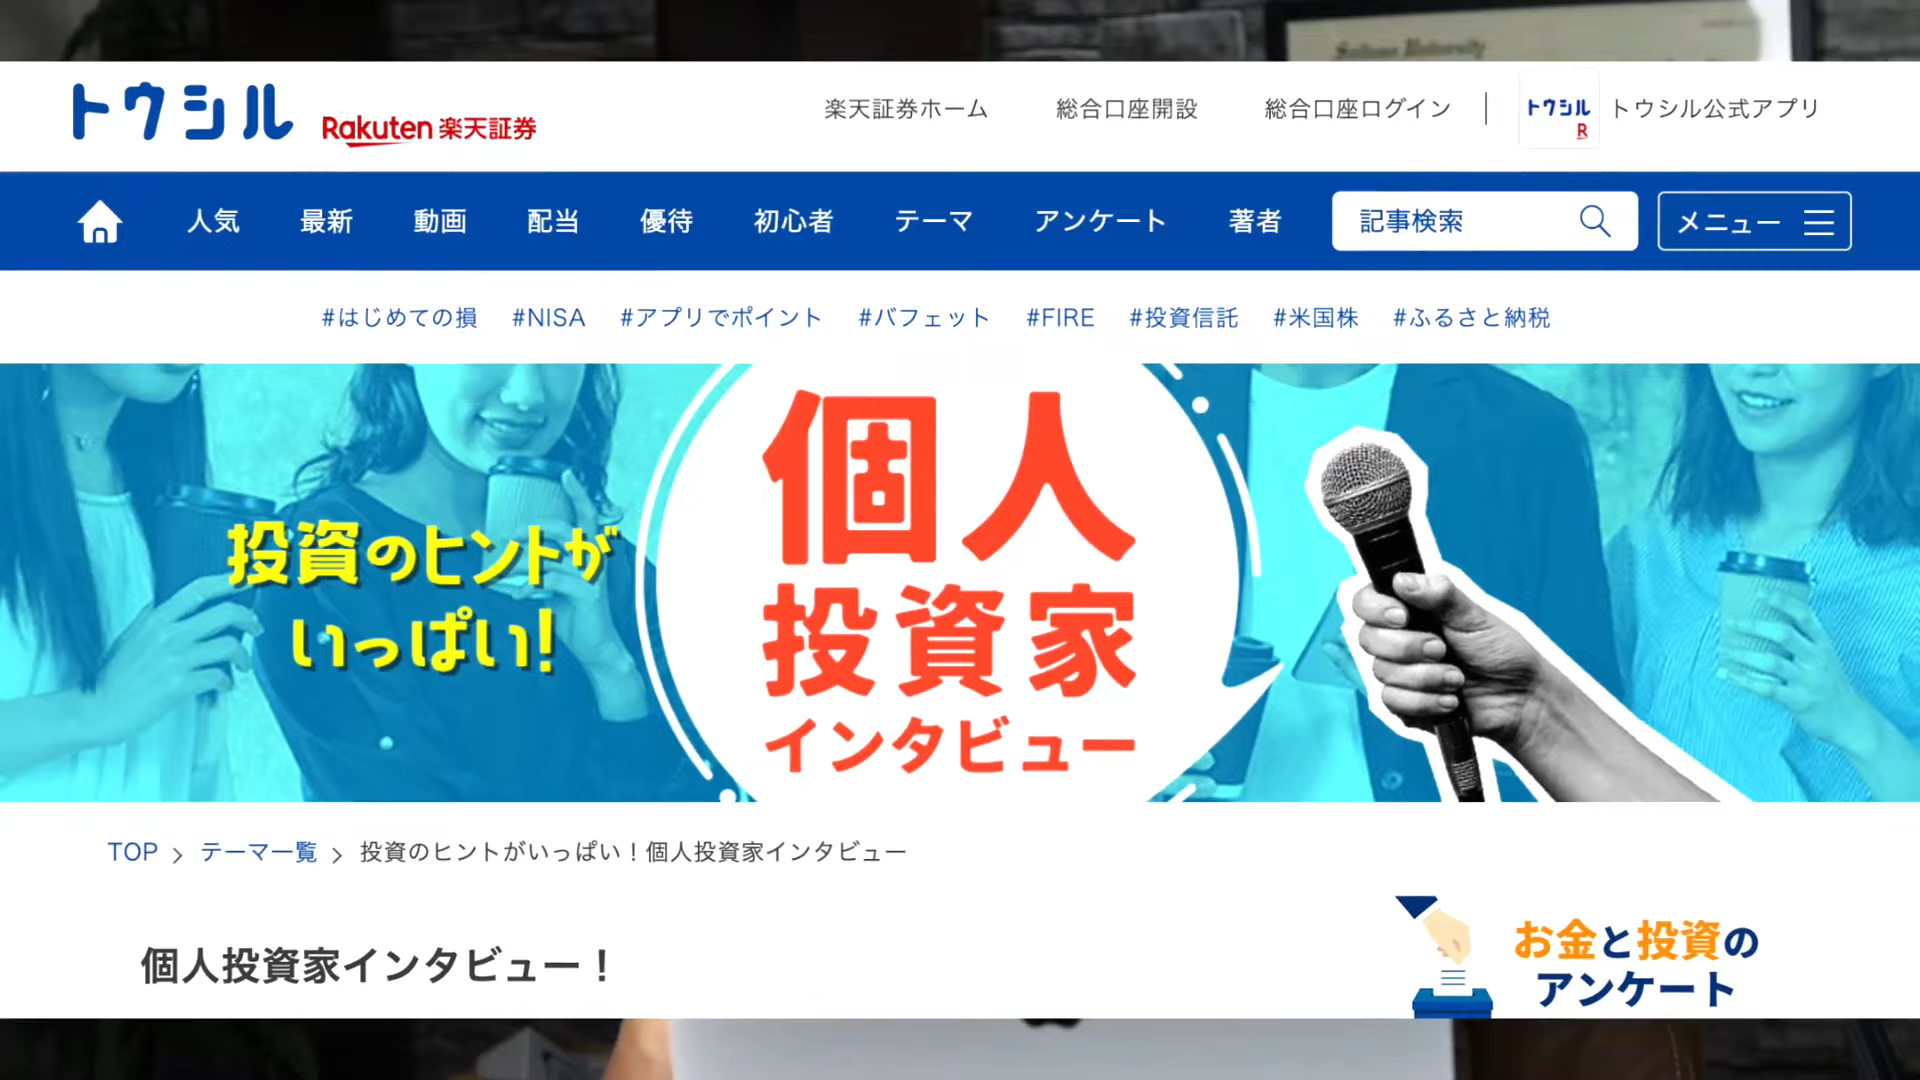 トウシル
Rakuten 楽天証券
楽天証券ホーム
総合口座開設
総合口座ログイン
トウシル
R
トウシル公式アプリ
人気
最新
動画
配当
優待
初心者
テーマ
アンケート
著者
記事検索
メニュー
#はじめての損
#NISA
#アプリでポイント
#バフェット
#FIRE
#投資信託
#米国株
#ふるさと納税
投資のヒントが
いっぱい!
個人
投資家
インタビュー
TOP
テーマ一覧
投資のヒントがいっぱい!個人投資家インタビュー
個人投資家インタビュー!
お金と投資の
アンケート